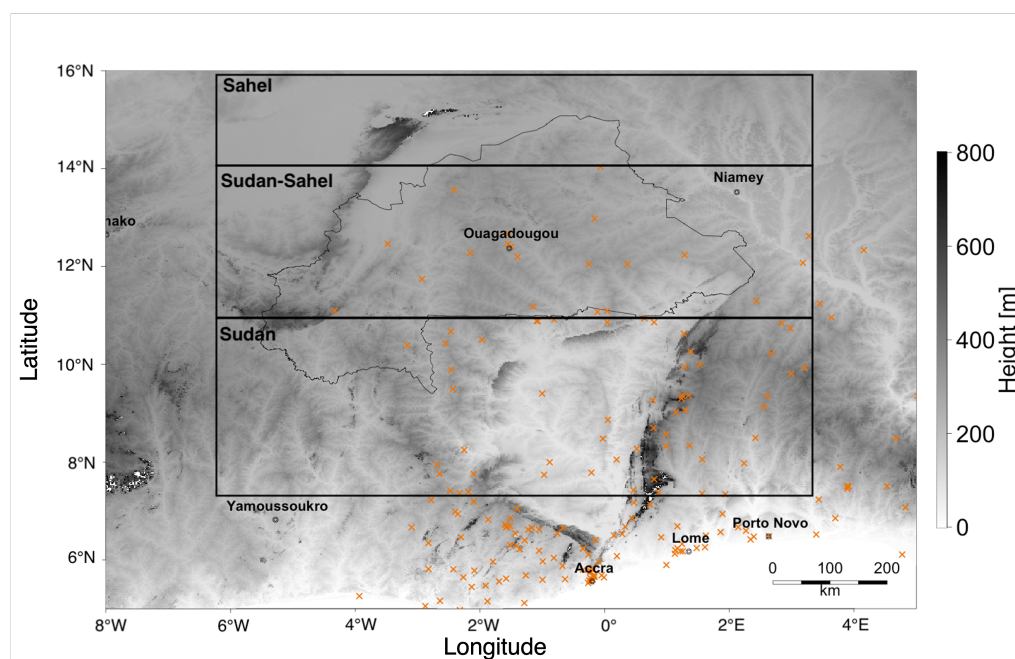 16°N
Sahel
800
14°N
Sudan-Sahel
Niamey
nako
Ouagadougou
600
12°N
Sudan
400
10°N
Latitude
Height [m]
200
8°N
Yamoussoukro
Porto Novo
0
Lome
6°N
Accra
0 100 200
km
8°W 6°W 4°W 2°W 0° 2°E 4°E
Longitude